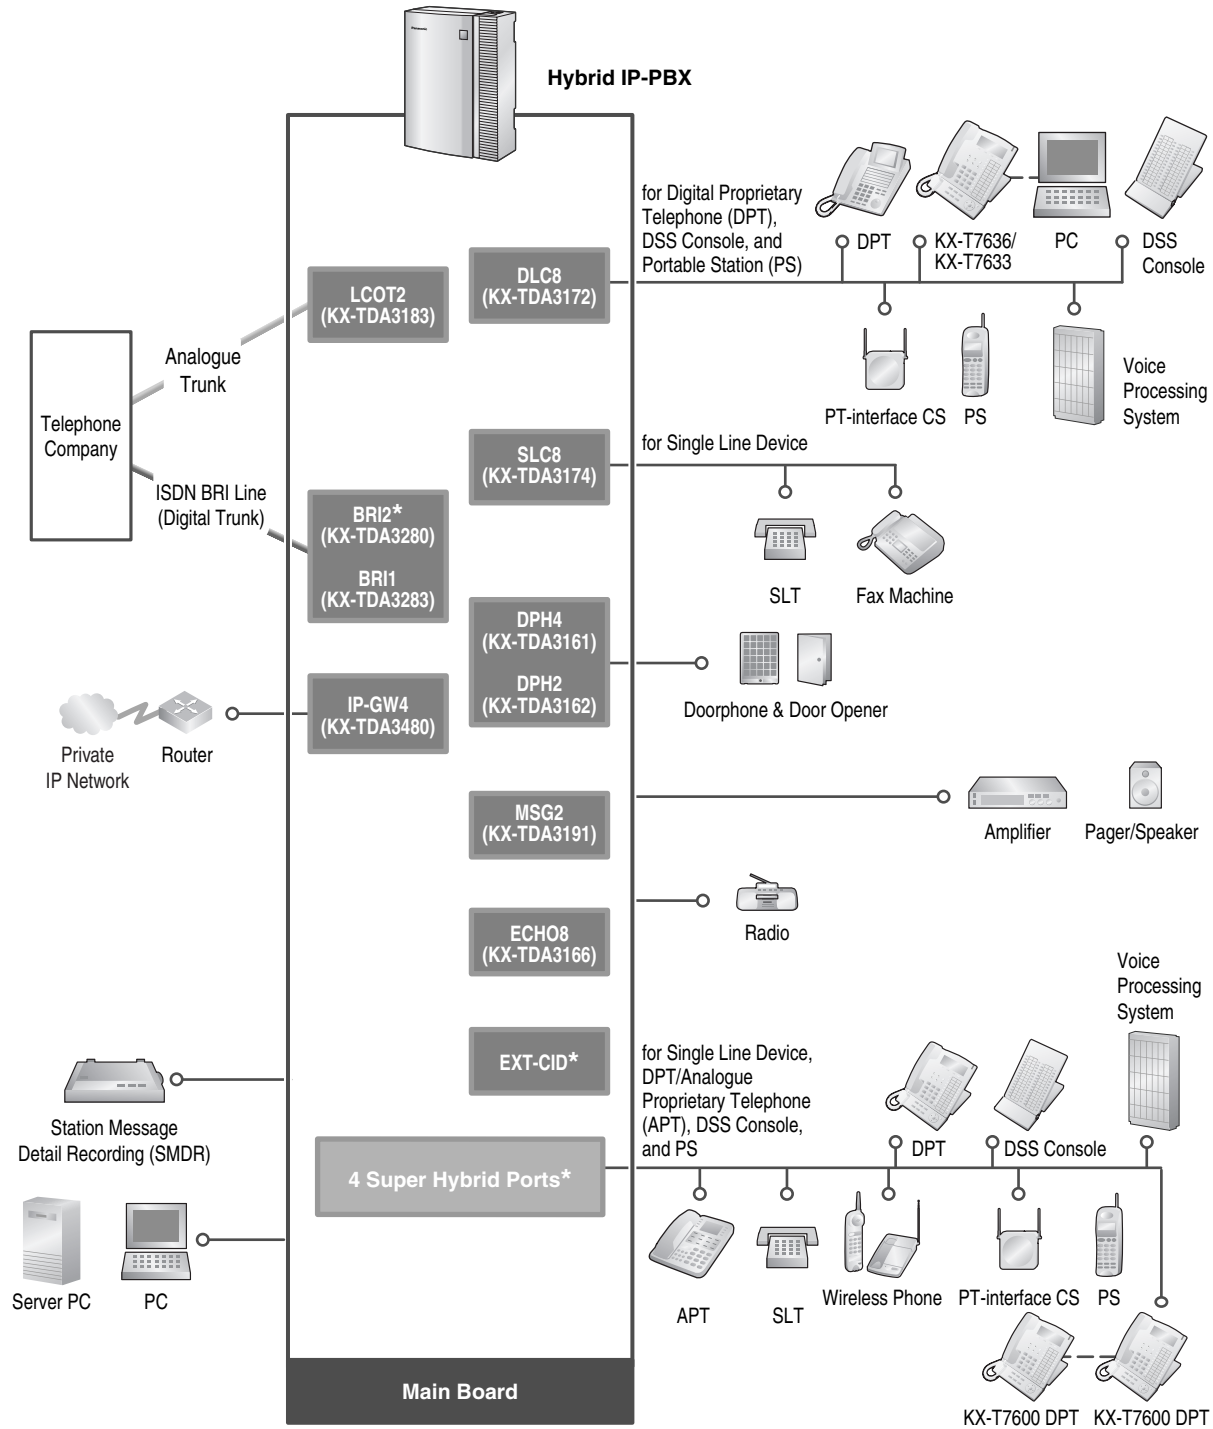 Panasonic
Hybrid IP-PBX
for Digital Proprietary
Telephone (DPT),
DSS Console, and
Portable Station (PS)
DPT
KX-T7636/
KX-T7633
PC
DSS
Console
LCOT2
(KX-TDA3183)
DLC8
(KX-TDA3172)
Analogue
Trunk
Telephone
Company
PT-interface CS
PS
Voice
Processing
System
ISDN BRI Line
(Digital Trunk)
SLC8
(KX-TDA3174)
for Single Line Device
BRI2*
(KX-TDA3280)
BRI1
(KX-TDA3283)
SLT
Fax Machine
DPH4
(KX-TDA3161)
DPH2
(KX-TDA3162)
Doorphone & Door Opener
Private
IP Network
Router
IP-GW4
(KX-TDA3480)
MSG2
(KX-TDA3191)
Amplifier
Pager/Speaker
ECHO8
(KX-TDA3166)
Radio
Voice
Processing
System
EXT-CID*
for Single Line Device,
DPT/Analogue
Proprietary Telephone
(APT), DSS Console,
and PS
DPT
DSS Console
Station Message
Detail Recording (SMDR)
4 Super Hybrid Ports*
Server PC
PC
APT
SLT
Wireless Phone
PT-interface CS
PS
KX-T7600 DPT
KX-T7600 DPT
Main Board